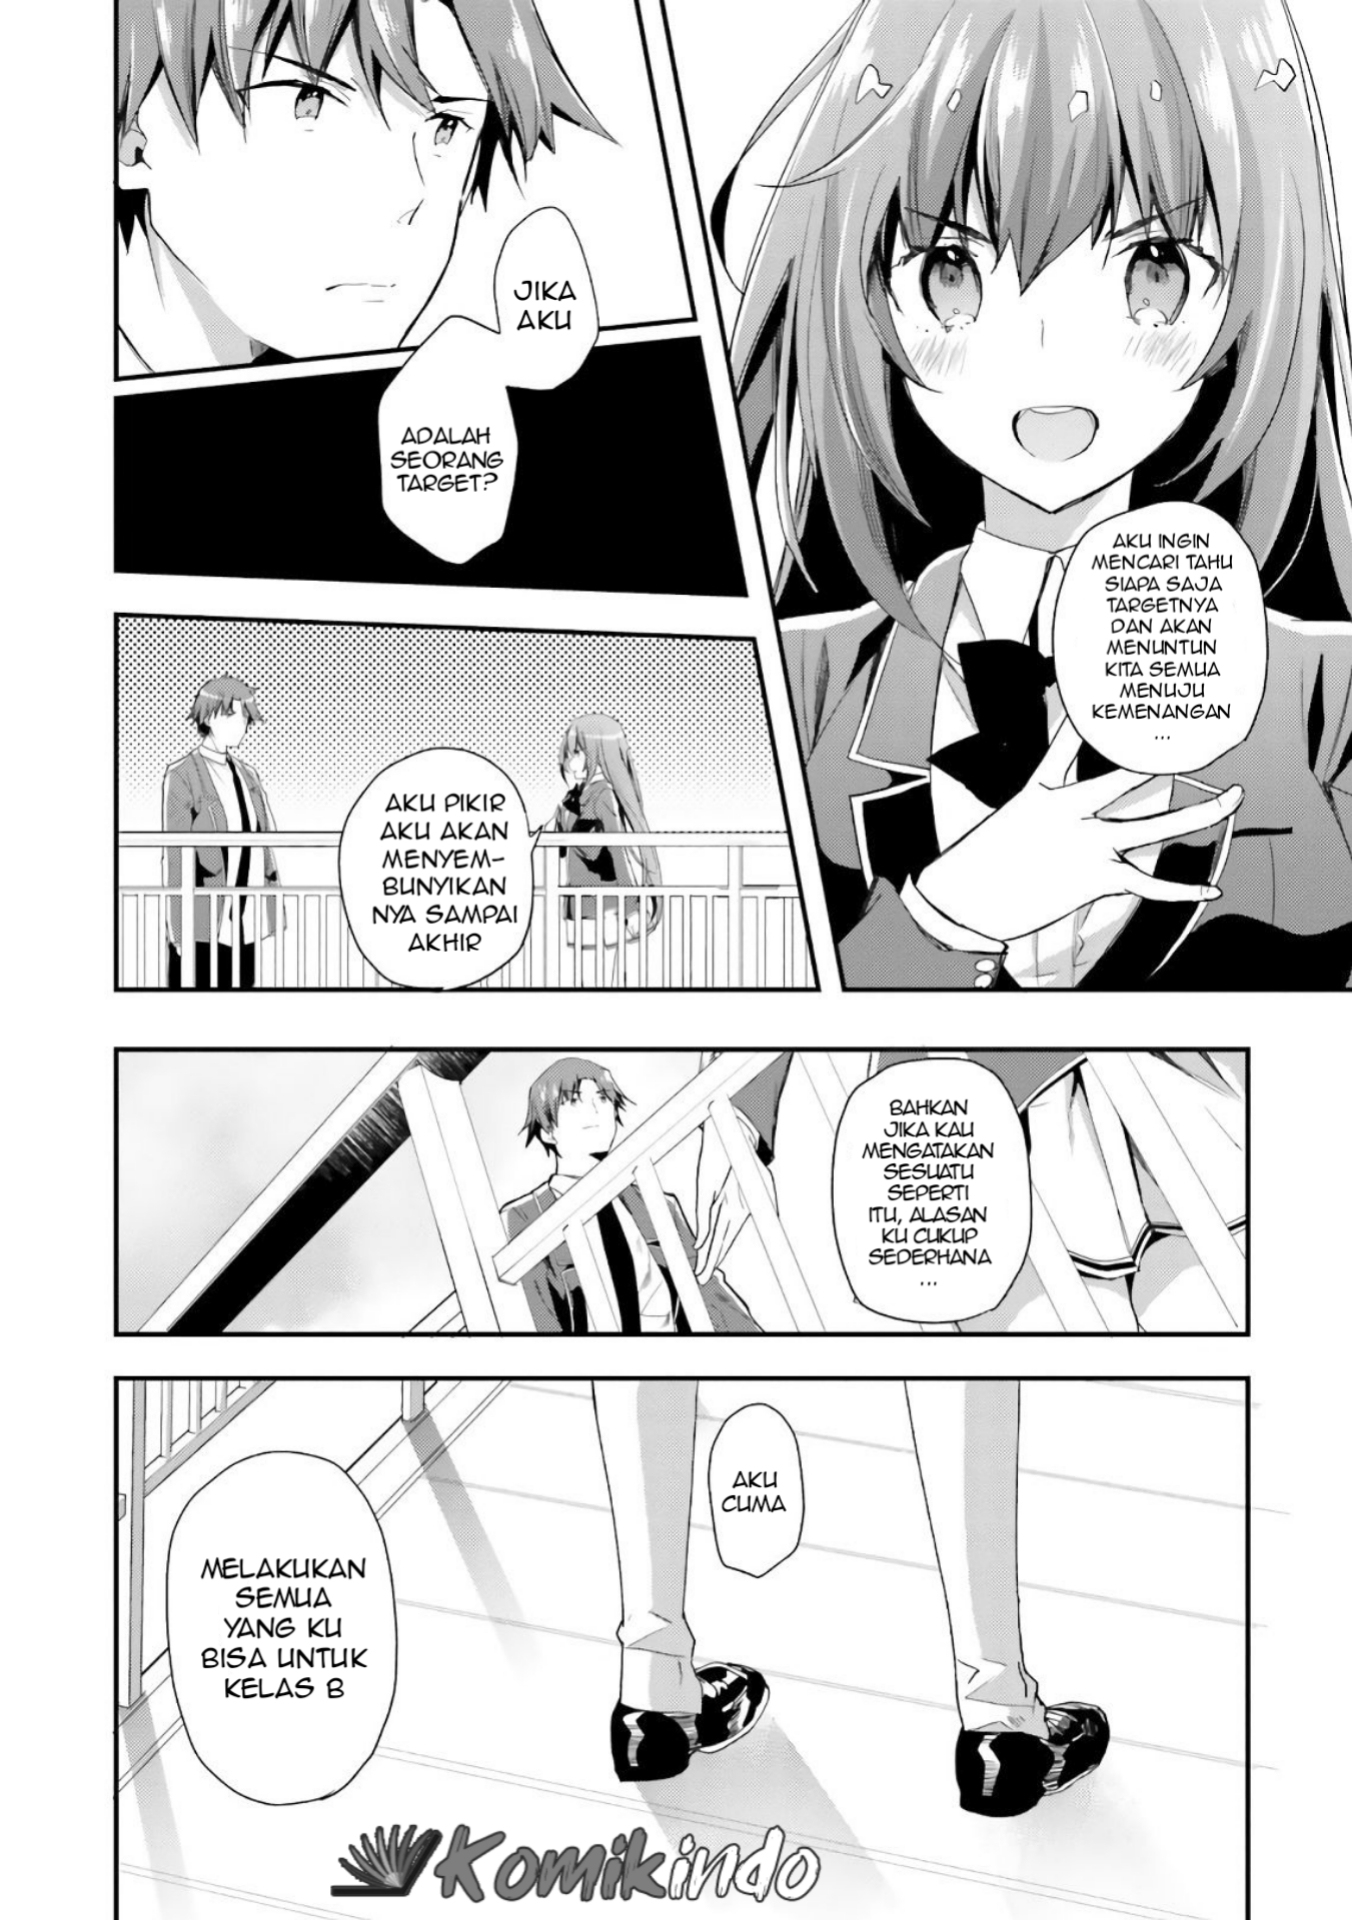 AKU INGIN
MENCARI TAHU
SIAPA SAJA
TARGETNYA
DAN AKAN
MENUNTUN
KITA SEMUA
MENUJU
KEMENANGAN
...
JIKA
AKU
ADALAH
SEORANG
TARGET?
AKU PIKIR
AKU AKAN
MENYEM-
BUNYIKAN
NYA SAMPAI
AKHIR
BAHKAN
JIKA KAU
MENGATAKAN
SESUATU
SEPERTI
ITU, ALASAN
KU CUKUP
SEDERHANA
...
AKU
CUMA
MELAKUKAN
SEMUA
YANG KU
BISA UNTUK
KELAS B
Komikindo